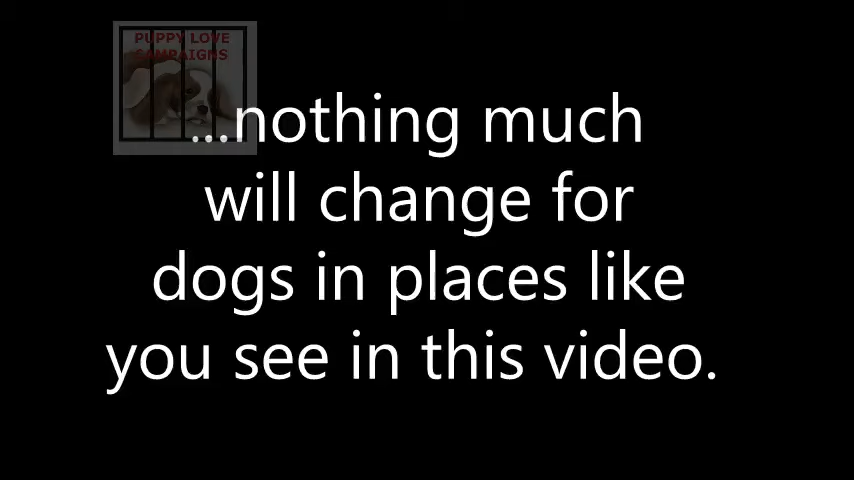 PUPPY LOVE
CAMPAIGNS
...nothing much
will change for
dogs in places like
you see in this video.